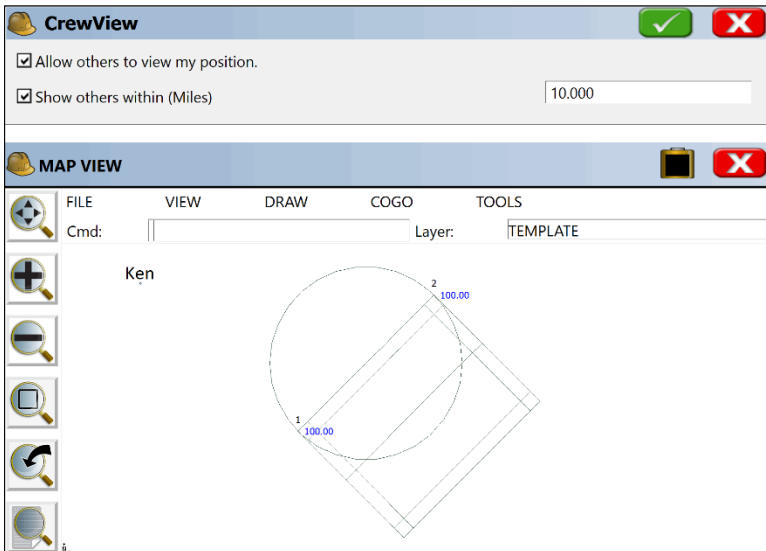 CrewView
Allow others to view my position.
Show others within (Miles) 10.000
MAP VIEW
FILE VIEW DRAW COGO TOOLS
Cmd: Layer: TEMPLATE
Ken
2
100.00
1
100.00